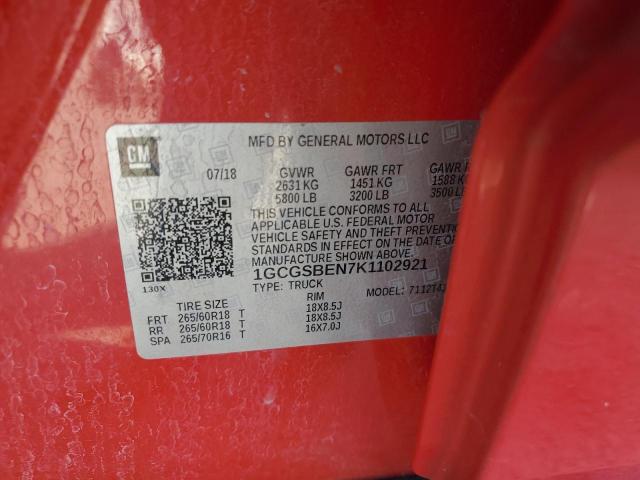 GM
MFD BY GENERAL MOTORS LLC
07/18 GVWR GAWR FRT GAWR
2631 KG 1451 KG 1588 K
5800 LB 3200 LB 3500
THIS VEHICLE CONFORMS TO ALL
APPLICABLE U.S. FEDERAL MOTOR
VEHICLE SAFETY AND THEFT PREVENTION
STANDARDS IN EFFECT ON THE DATE OF
MANUFACTURE SHOWN ABOVE.
1GCGSBEN7K1102921
130X
TYPE: TRUCK MODEL: 7112T4
TIRE SIZE RIM
FRT 265/60R18 T 18X8.5J
RR 265/60R18 T 18X8.5J
SPA 265/70R16 T 16X7.0J